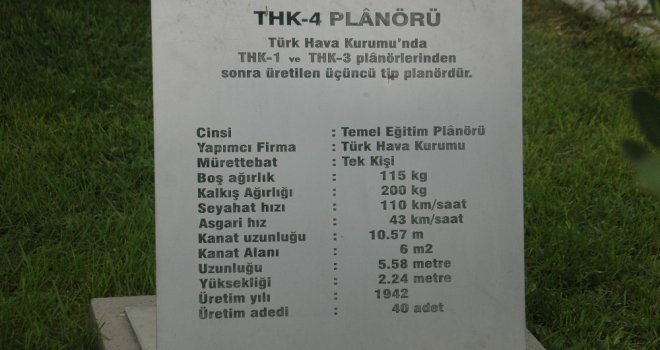 THK-4 PLÂNÖRÜ
Türk Hava Kurumu'nda
THK-1 ve THK-3 plânörlerinden
sonra üretilen üçüncü tip planördür.
Cinsi : Temel Eğitim Plânörü
Yapımcı Firma : Türk Hava Kurumu
Mürettebat : Tek Kişi
Boş ağırlık : 115 kg
Kalkış Ağırlığı : 200 kg
Seyahat hızı : 110 km/saat
Asgari hız : 43 km/saat
Kanat uzunluğu : 10.57 m
Kanat Alanı : 6 m2
Uzunluğu : 5.58 metre
Yüksekliği : 2.24 metre
Üretim yılı : 1942
Üretim adedi : 40 adet